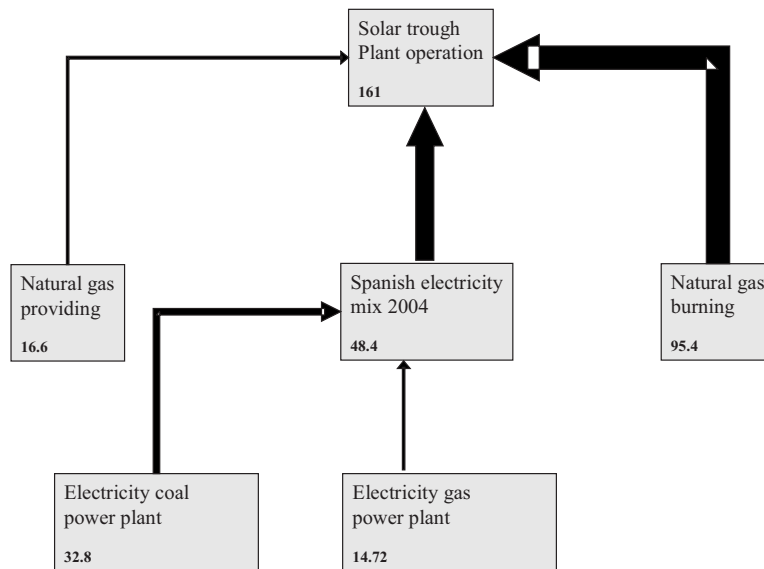 Solar trough
Plant operation
161
Natural gas
providing
16.6
Spanish electricity
mix 2004
48.4
Natural gas
burning
95.4
Electricity coal
power plant
32.8
Electricity gas
power plant
14.72